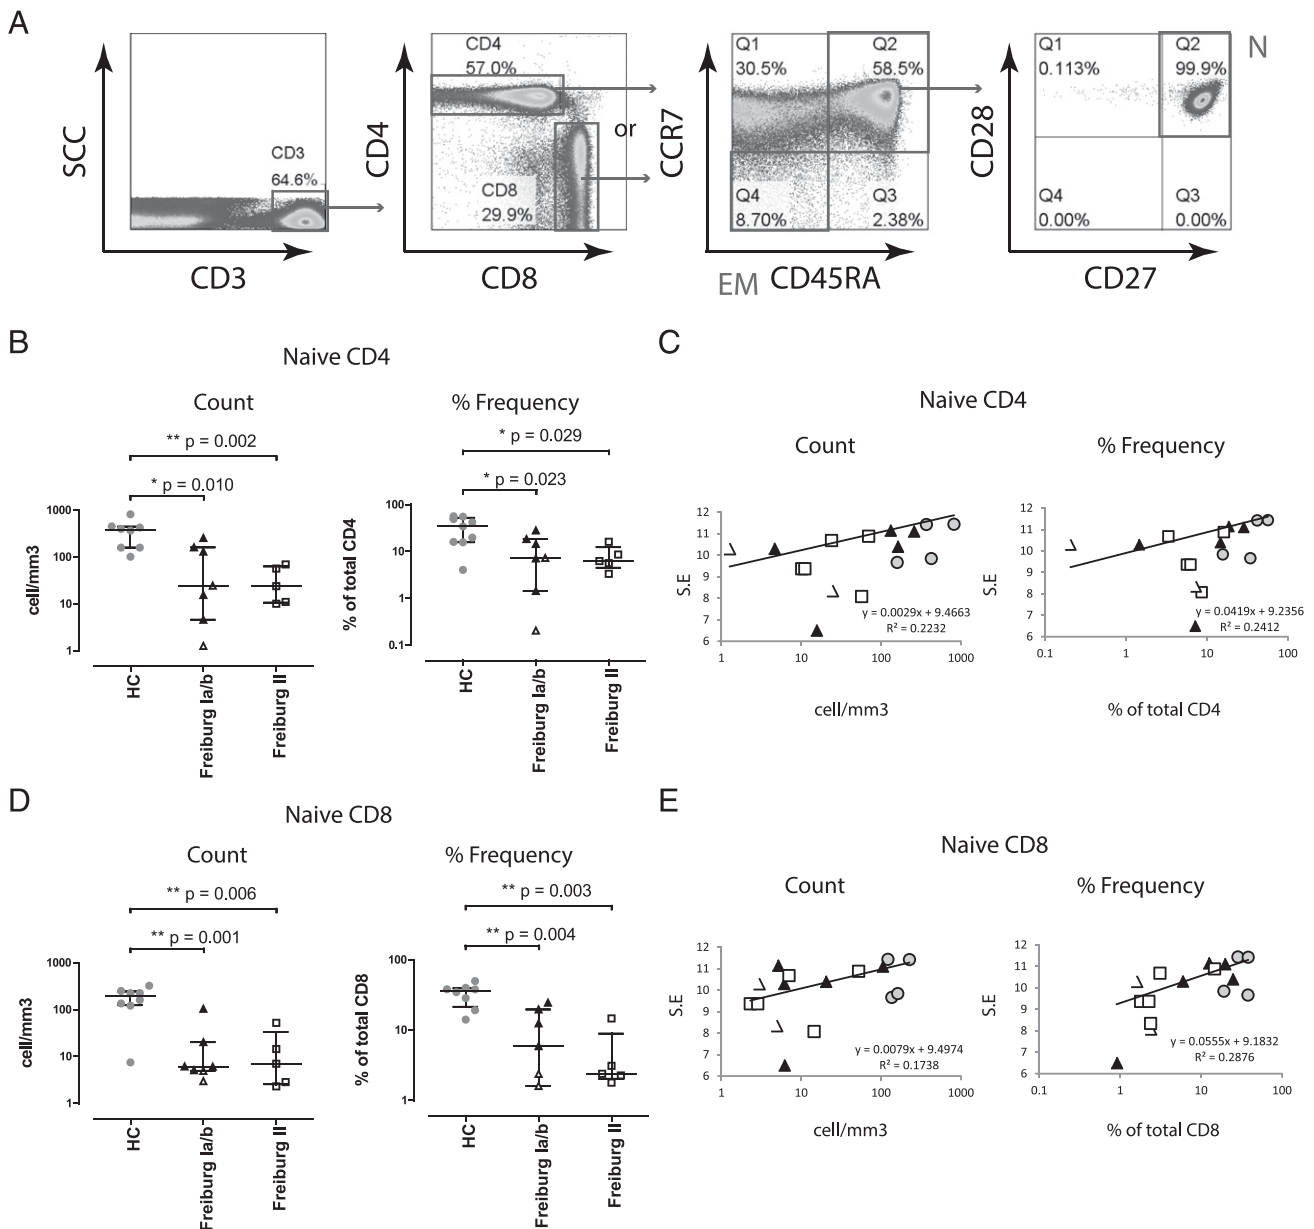 A
SCC
CD3
64.6%
CD3
CD4
CD4
57.0%
CD8
29.9%
CD8
or
CCR7
Q1
30.5%
Q2
58.5%
Q4
8.70%
Q3
2.38%
EM CD45RA
CD28
Q1
0.113%
Q2
99.9%
Q4
0.00%
Q3
0.00%
CD27
N
B
Naive CD4
Count
** p = 0.002
* p = 0.010
cell/mm3
1000
100
10
1
HC
Freiburg Ia/b
Freiburg II
% Frequency
* p = 0.029
* p = 0.023
% of total CD4
100
10
1
0.1
HC
Freiburg Ia/b
Freiburg II
C
Naive CD4
Count
S.E
12
11
10
9
8
7
6
y = 0.0029x + 9.4663
R² = 0.2232
1 10 100 1000
cell/mm3
% Frequency
S.E
12
11
10
9
8
7
6
y = 0.0419x + 9.2356
R² = 0.2412
0.1 1 10 100
% of total CD4
D
Naive CD8
Count
** p = 0.006
** p = 0.001
cell/mm3
1000
100
10
1
HC
Freiburg Ia/b
Freiburg II
% Frequency
** p = 0.003
** p = 0.004
% of total CD8
100
10
1
HC
Freiburg Ia/b
Freiburg II
E
Naive CD8
Count
S.E
12
11
10
9
8
7
6
y = 0.0079x + 9.4974
R² = 0.1738
1 10 100 1000
cell/mm3
% Frequency
S.E
12
11
10
9
8
7
6
y = 0.0555x + 9.1832
R² = 0.2876
0.1 1 10 100
% of total CD8